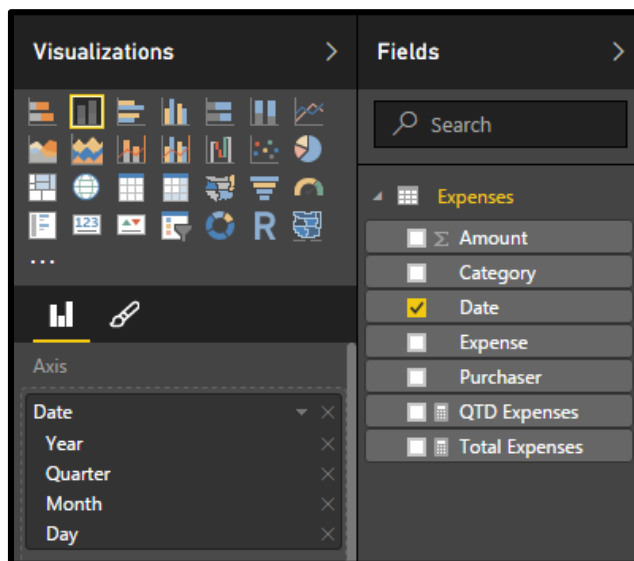 Visualizations
123
R
...
Axis
Date
Year
Quarter
Month
Day
Fields
Search
Expenses
Σ Amount
Category
Date
Expense
Purchaser
QTD Expenses
Total Expenses